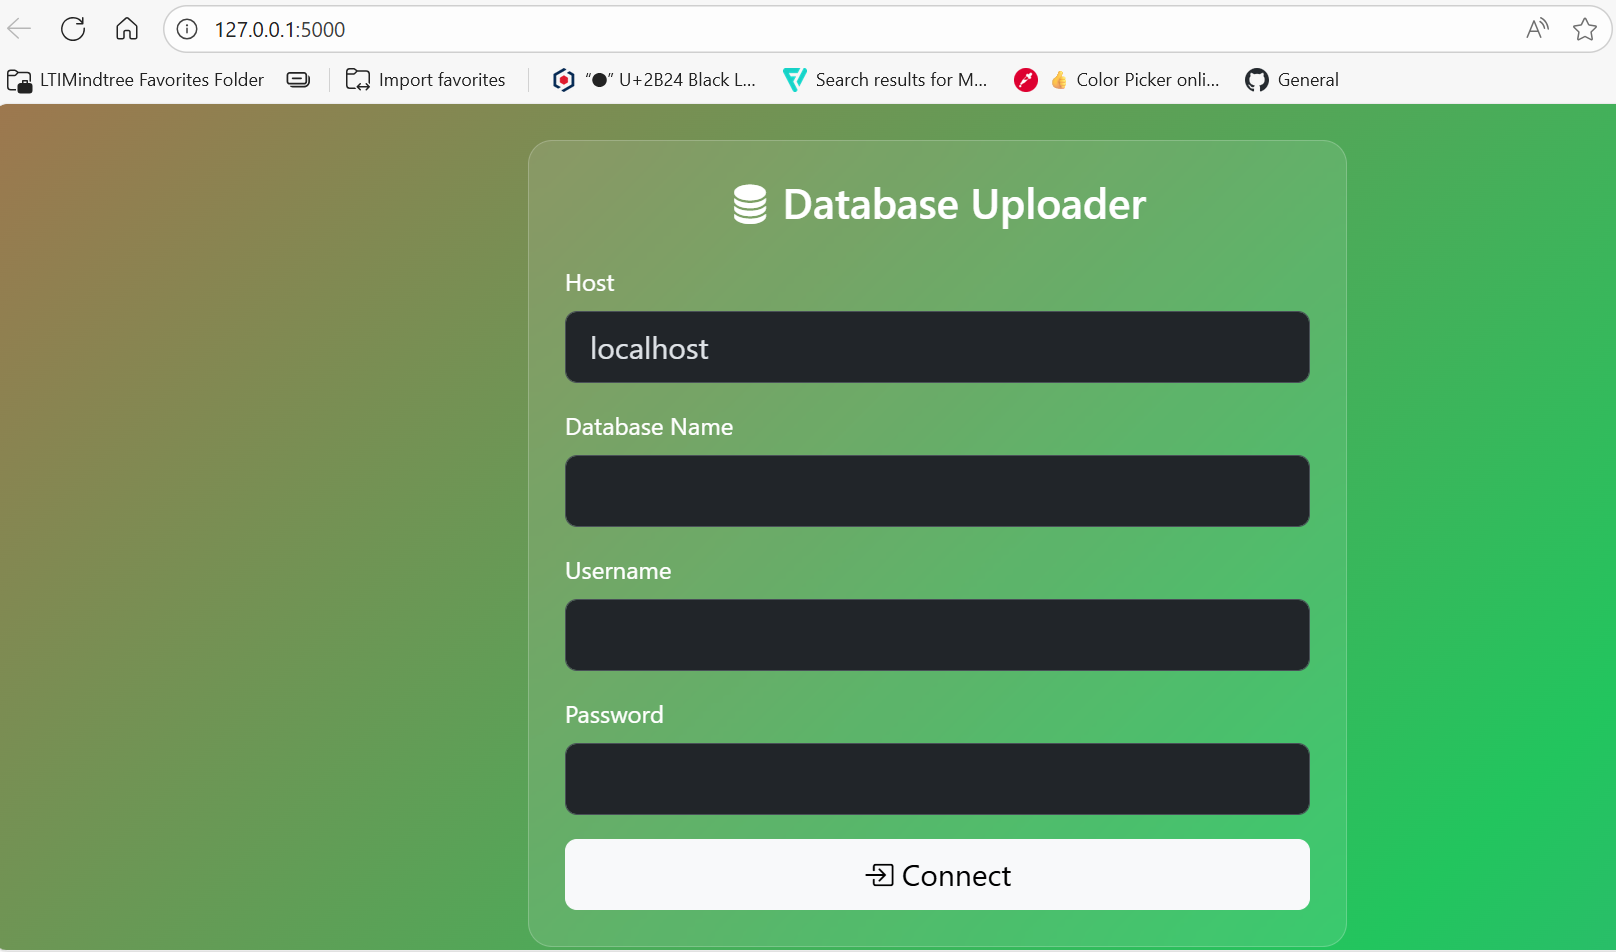 127.0.0.1:5000
LTIMindtree Favorites Folder Import favorites “●” U+2B24 Black L... Search results for M... 👍 Color Picker onli... General
Database Uploader
Host
localhost
Database Name
Username
Password
Connect